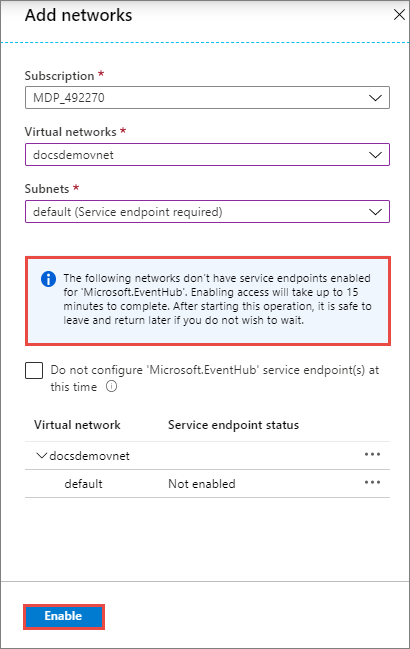 Add networks
Subscription *
MDP_492270
Virtual networks *
docsdemovnet
Subnets *
default (Service endpoint required)
The following networks don't have service endpoints enabled
for 'Microsoft.EventHub'. Enabling access will take up to 15
minutes to complete. After starting this operation, it is safe to
leave and return later if you do not wish to wait.
Do not configure 'Microsoft.EventHub' service endpoint(s) at
this time
Virtual network Service endpoint status
docsdemovnet
default Not enabled
Enable